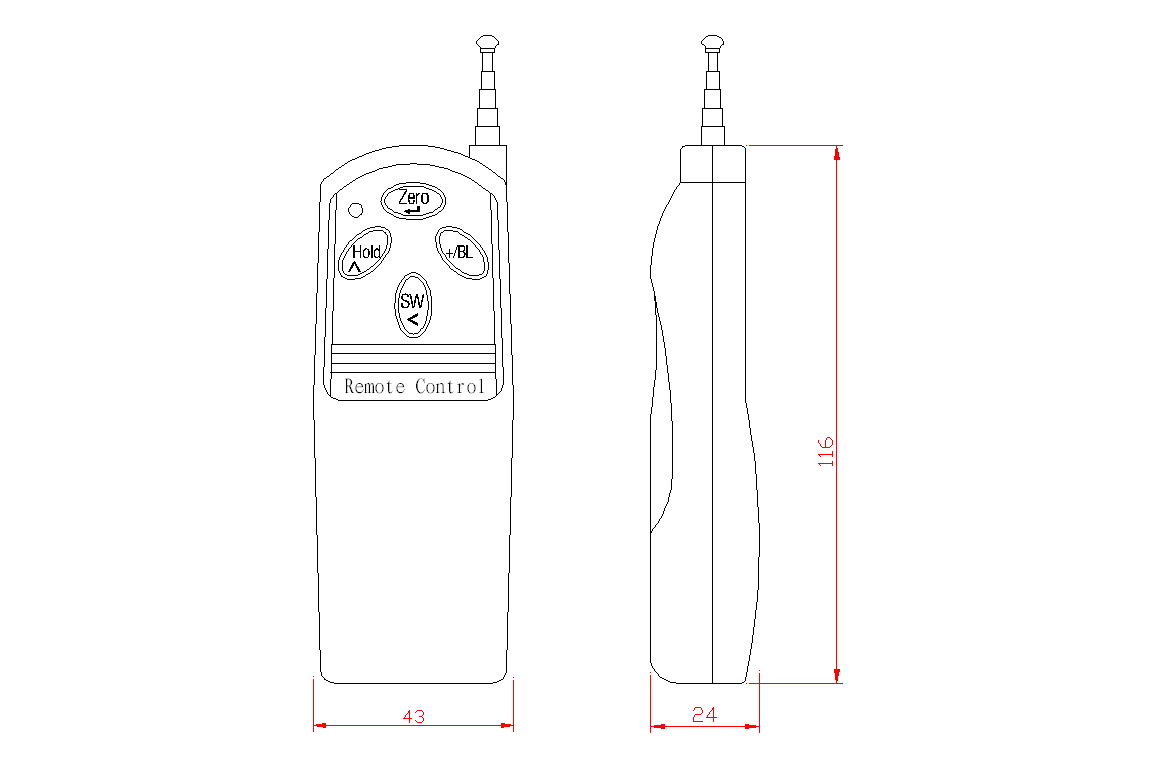 Zero
↵
Hold
^
+/BL
SW
<
Remote Control
116
43
24